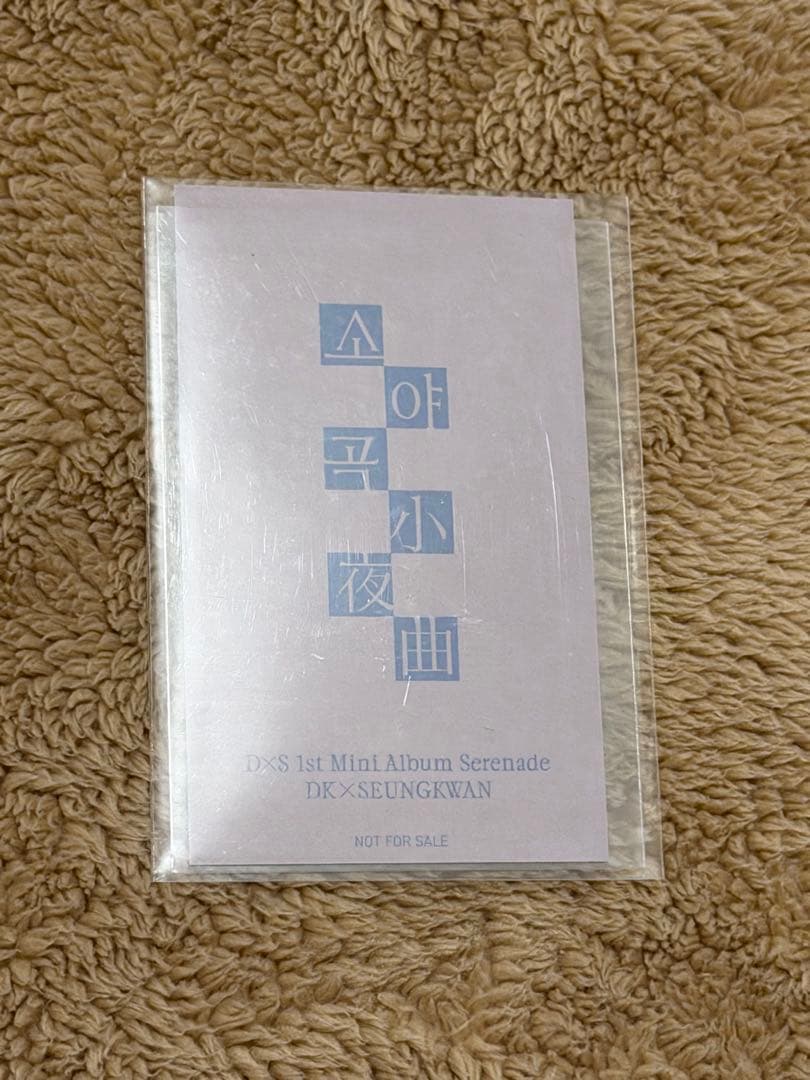 소
야
곡
小
夜
曲
D×S 1st Mini Album Serenade
DK×SEUNGKWAN
NOT FOR SALE